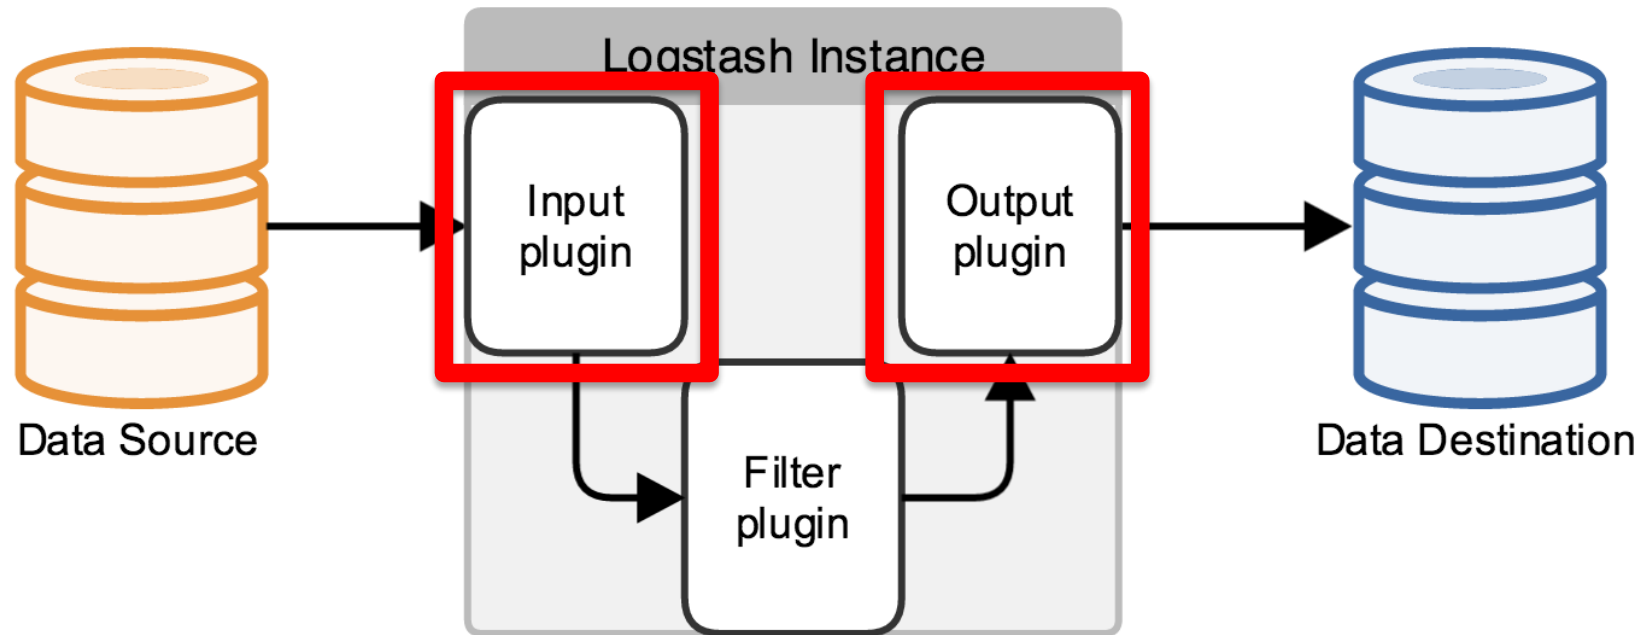 Logstash Instance
Input
plugin
Output
plugin
Data Source
Data Destination
Filter
plugin